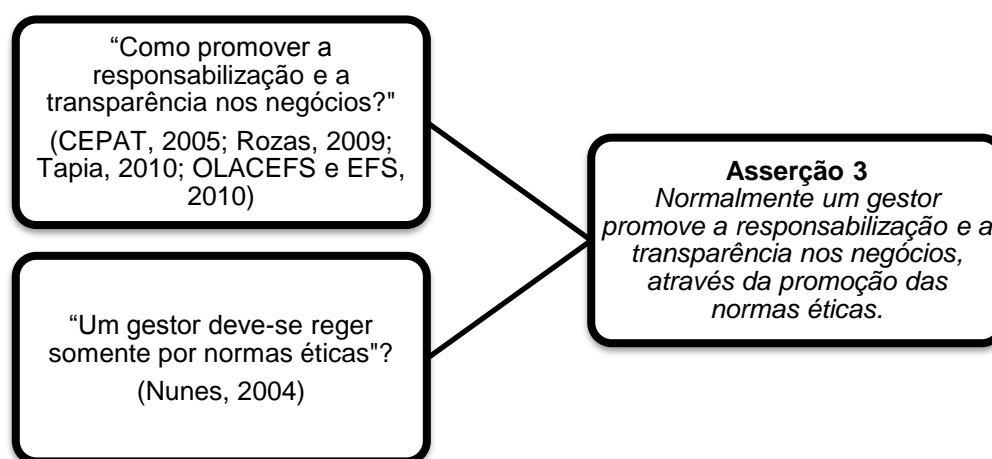 “Como promover a
responsabilização e a
transparência nos negócios?"
(CEPAT, 2005; Rozas, 2009;
Tapia, 2010; OLACEFS e EFS,
2010)
“Um gestor deve-se reger
somente por normas éticas"?
(Nunes, 2004)
Asserção 3
Normalmente um gestor
promove a responsabilização e a
transparência nos negócios,
através da promoção das
normas éticas.